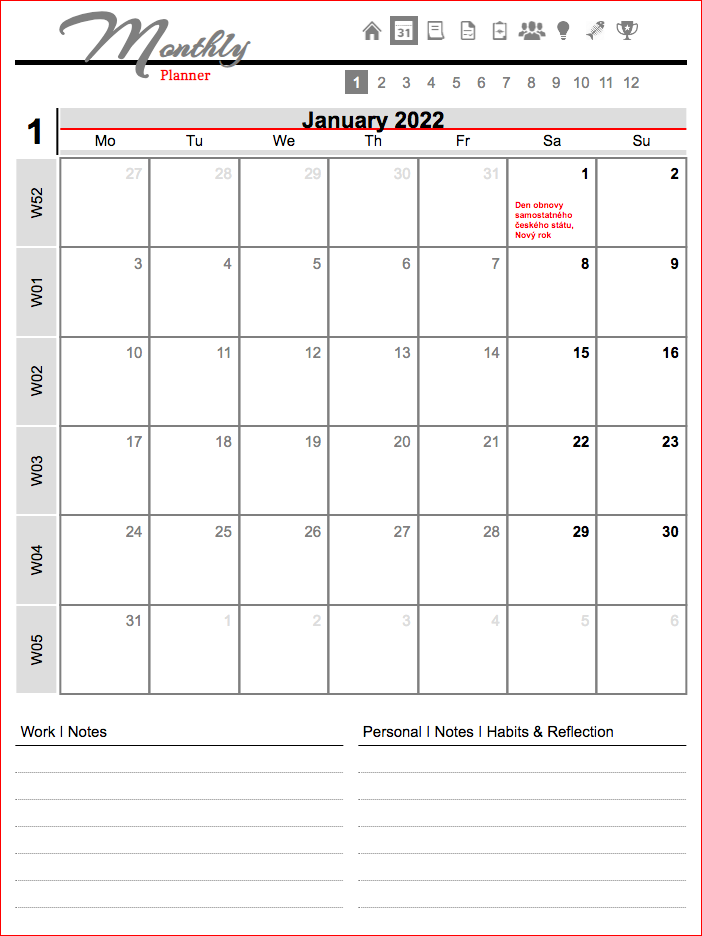 Monthly
Planner
31
1 2 3 4 5 6 7 8 9 10 11 12
1
January 2022
Mo Tu We Th Fr Sa Su
W52
27 28 29 30 31 1 2
Den obnovy
samostatného
českého státu,
Nový rok
W01
3 4 5 6 7 8 9
W02
10 11 12 13 14 15 16
W03
17 18 19 20 21 22 23
W04
24 25 26 27 28 29 30
W05
31 1 2 3 4 5 6
Work | Notes
Personal | Notes | Habits & Reflection